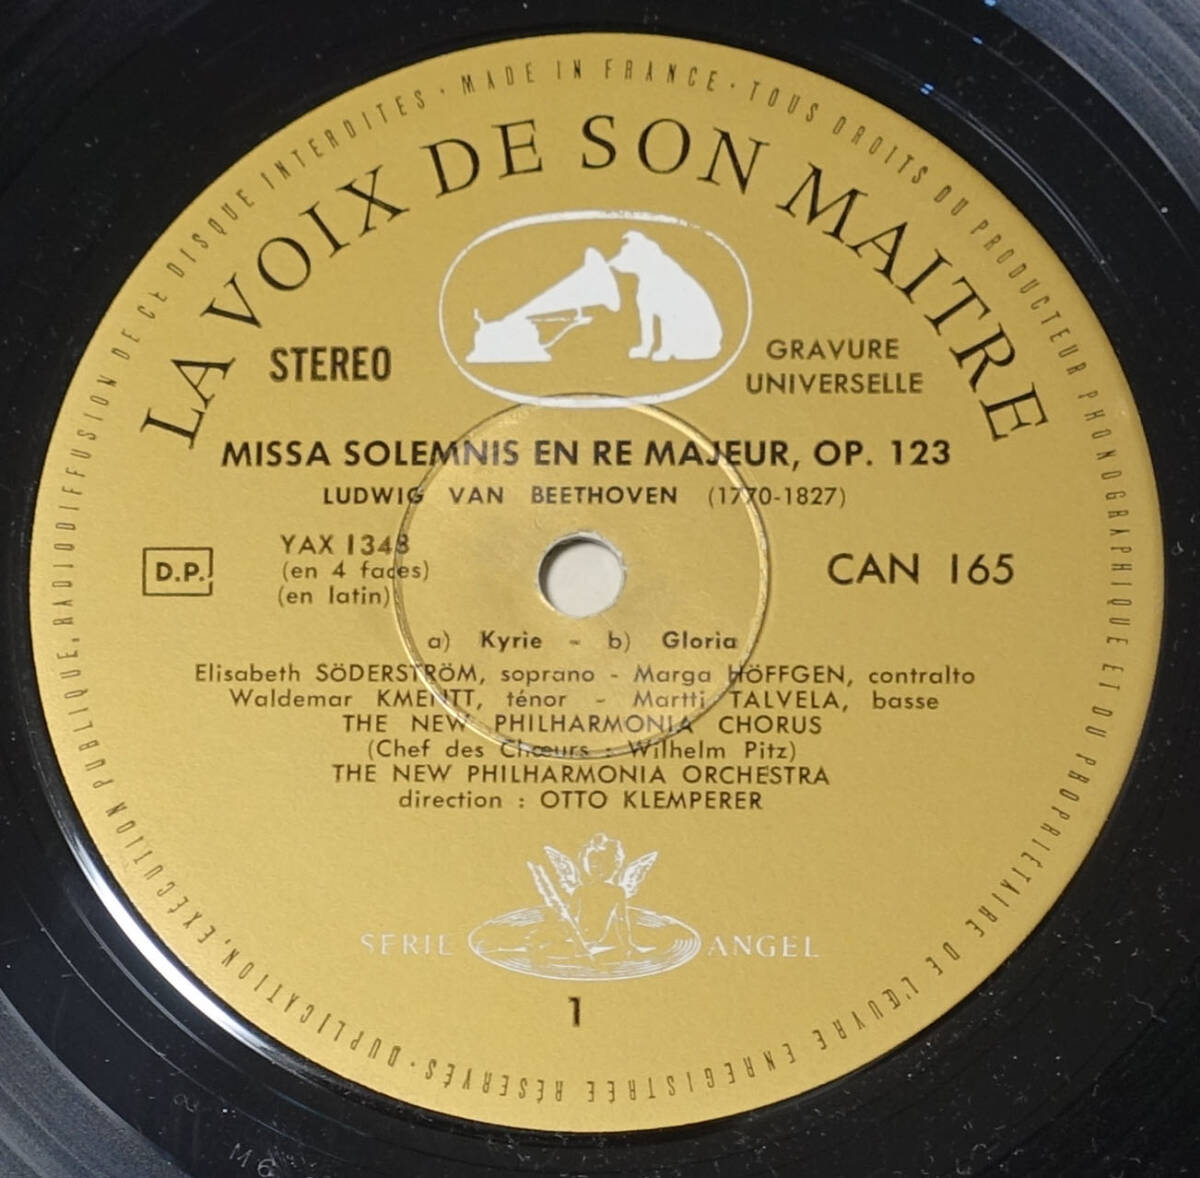 MADE IN FRANCE · TOUS DROITS DU PRODUCTEUR PHONOGRAPHIQUE ET DU PROPRIÉTAIRE DE L'ŒUVRE ENREGISTRÉE RÉSERVÉS · DUPLICATION, EXÉCUTION PUBLIQUE, RADIODIFFUSION DE CE DISQUE INTERDITES ·
LA VOIX DE SON MAITRE
STEREO
GRAVURE
UNIVERSELLE
MISSA SOLEMNIS EN RE MAJEUR, OP. 123
LUDWIG VAN BEETHOVEN (1770-1827)
D.P.
YAX 1348
(en 4 faces)
(en latin)
CAN 165
a) Kyrie - b) Gloria
Elisabeth SÖDERSTRÖM, soprano - Marga HÖFFGEN, contralto
Waldemar KMENTT, ténor - Martti TALVELA, basse
THE NEW PHILHARMONIA CHORUS
(Chef des Chœurs : Wilhelm Pitz)
THE NEW PHILHARMONIA ORCHESTRA
direction : OTTO KLEMPERER
SERIE ANGEL
1
M6